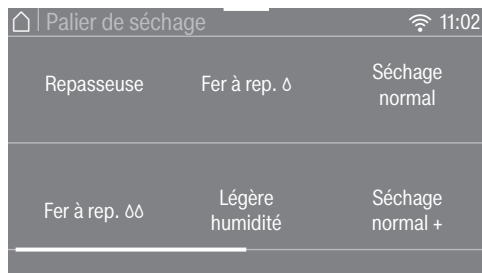 Palier de séchage
11:02
Repasseuse
Fer à rep.
Séchage
normal
Fer à rep.
Légère
humidité
Séchage
normal +